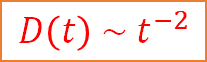 D(t) ~ t⁻²